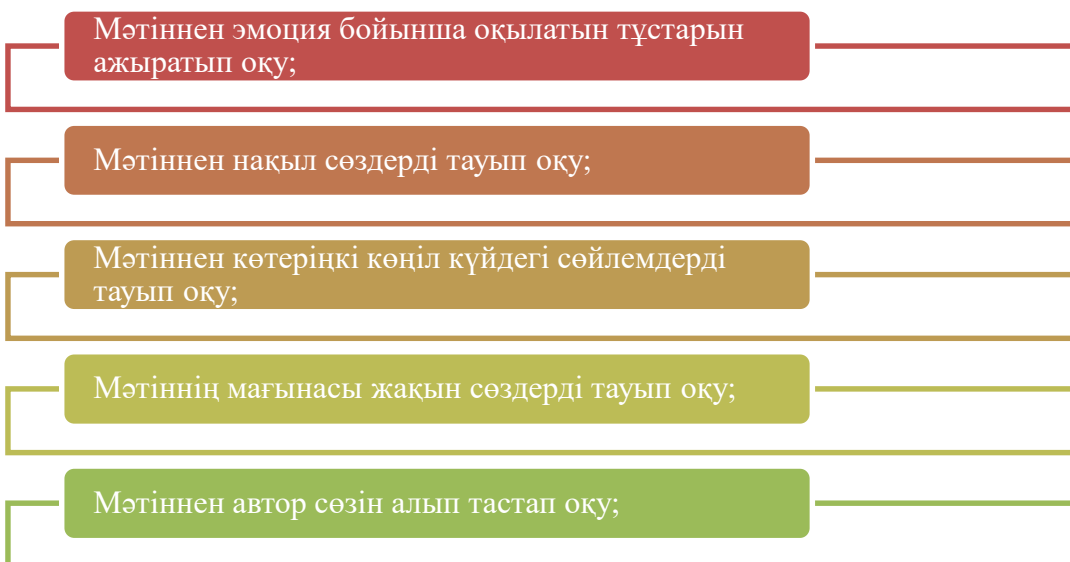 Мәтіннен эмоция бойынша оқылатын тұстарын
ажыратып оқу;
Мәтіннен нақыл сөздерді тауып оқу;
Мәтіннен көтеріңкі көңіл күйдегі сөйлемдерді
тауып оқу;
Мәтіннің мағынасы жақын сөздерді тауып оқу;
Мәтіннен автор сөзін алып тастап оқу;